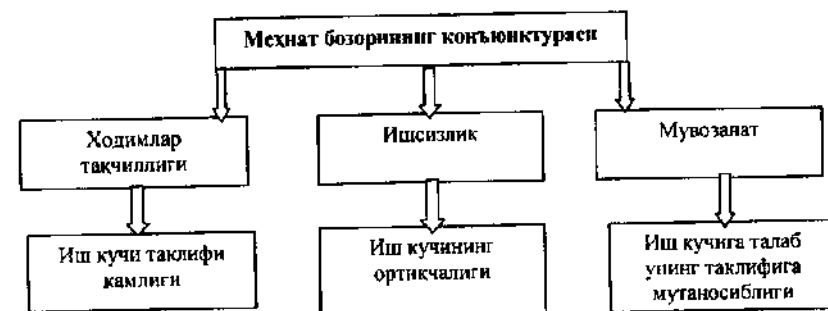 Меҳнат бозорининг конъюнктураси
Ходимлар
тақчиллиги
Ишсизлик
Мувозанат
Иш кучи таклифи
камлиги
Иш кучининг
ортиқчалиги
Иш кучига талаб
унинг таклифига
мутаносиблиги